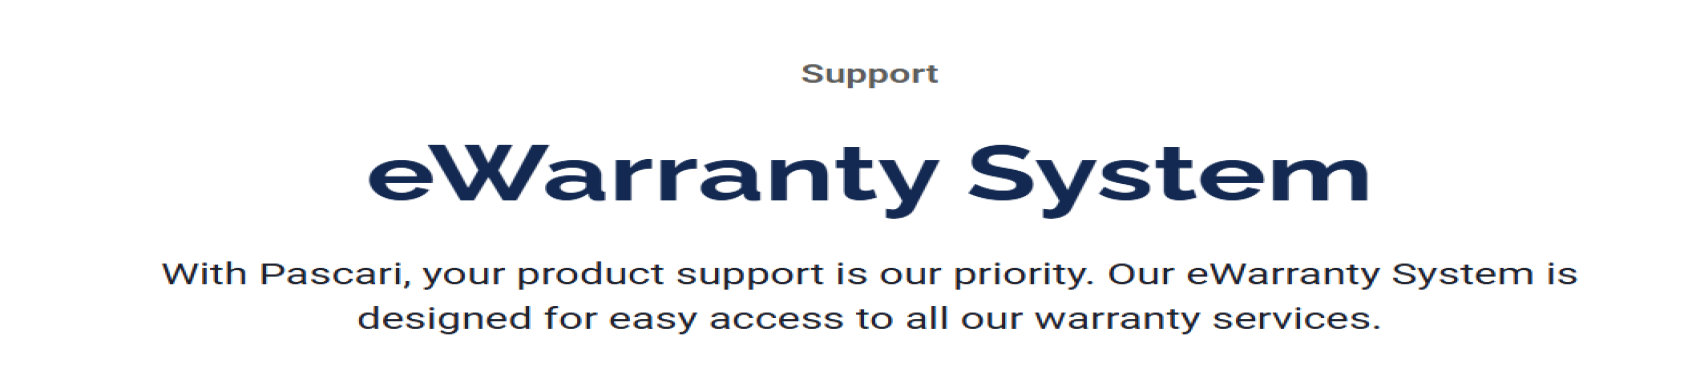 Support
eWarranty System
With Pascari, your product support is our priority. Our eWarranty System is
designed for easy access to all our warranty services.